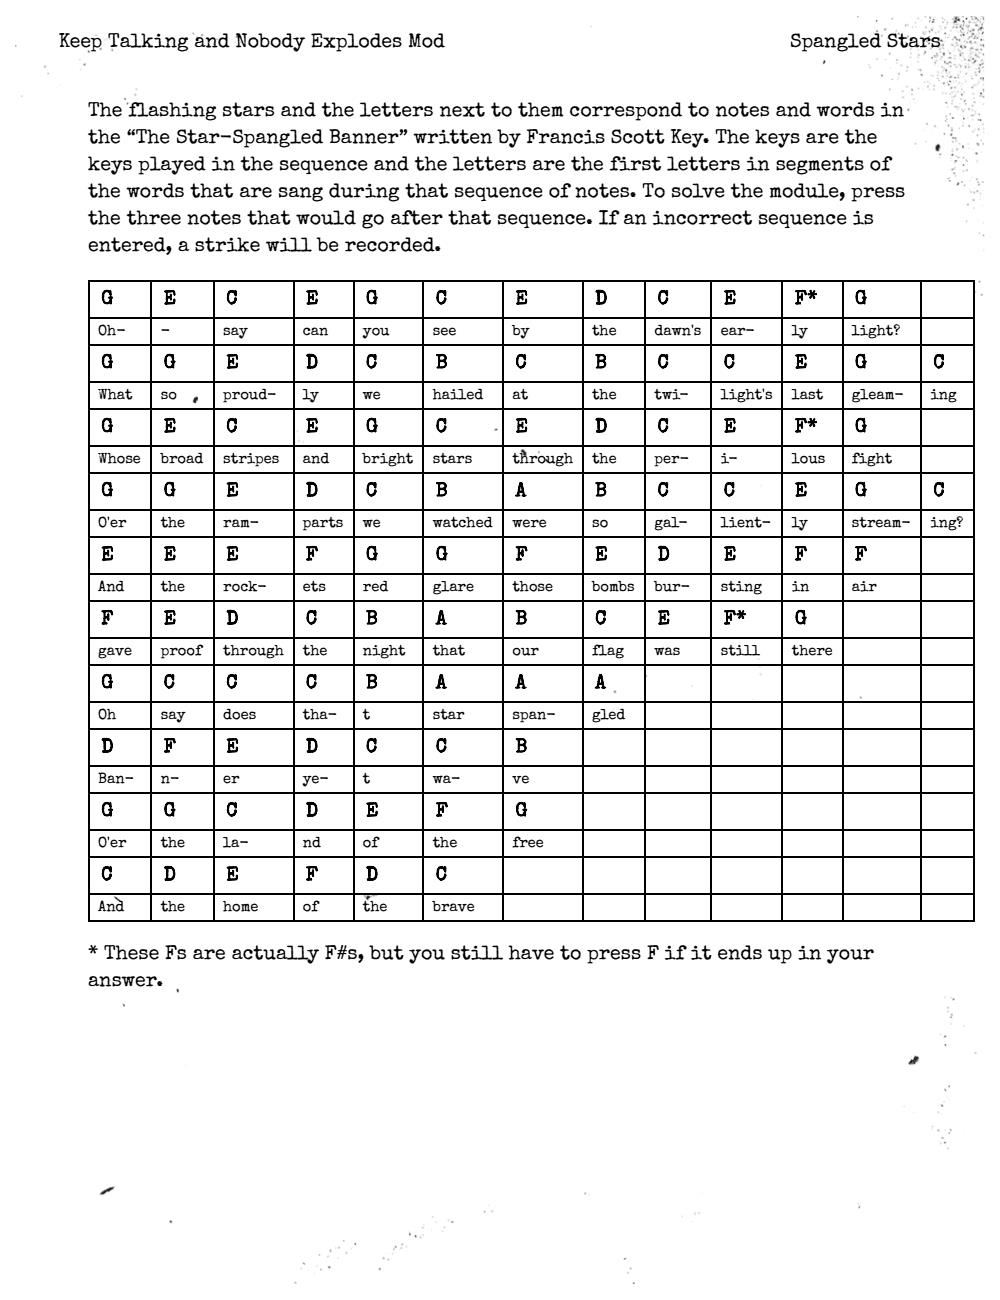 Keep Talking and Nobody Explodes Mod Spangled Stars
The flashing stars and the letters next to them correspond to notes and words in
the “The Star-Spangled Banner” written by Francis Scott Key. The keys are the
keys played in the sequence and the letters are the first letters in segments of
the words that are sang during that sequence of notes. To solve the module, press
the three notes that would go after that sequence. If an incorrect sequence is
entered, a strike will be recorded.
G E C E G C E D C E F* G
Oh- - say can you see by the dawn's ear- ly light?
G G E D C B C B C C E G C
What so proud- ly we hailed at the twi- light's last gleam- ing
G E C E G C E D C E F* G
Whose broad stripes and bright stars through the per- i- lous fight
G G E D C B A B C C E G C
O'er the ram- parts we watched were so gal- lient- ly stream- ing?
E E E F G G F E D E F F
And the rock- ets red glare those bombs bur- sting in air
F E D C B A B C E F* G
gave proof through the night that our flag was still there
G C C C B A A A
Oh say does tha- t star span- gled
D F E D C C B
Ban- n- er ye- t wa- ve
G G C D E F G
O'er the la- nd of the free
C D E F D C
And the home of the brave
* These Fs are actually F#s, but you still have to press F if it ends up in your
answer.